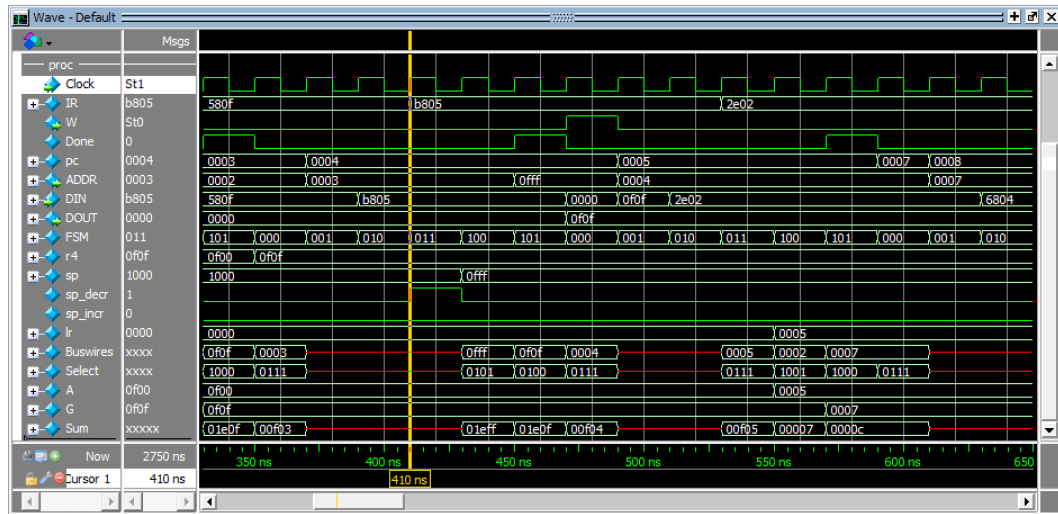 Wave - Default
Msgs
proc
Clock St1
IR b805 580f b805 2e02
W St0
Done 0
pc 0004 0003 0004 0005 0007 0008
ADDR 0003 0002 0003 0fff 0004 0007
DIN b805 580f b805 0000 0f0f 2e02 6804
DOUT 0000 0000 0f0f
FSM 011 101 000 001 010 011 100 101 000 001 010 011 100 101 000 001 010
r4 0f0f 0f00 0f0f
sp 1000 1000 0fff
sp_decr 1
sp_incr 0
lr 0000 0000 0005
Buswires xxxx 0f0f 0003 0fff 0f0f 0004 0005 0002 0007
Select xxxx 1000 0111 0101 0100 0111 0111 1001 1000 0111
A 0f00 0f00 0005
G 0f0f 0f0f 0007
Sum xxxxx 01e0f 00f03 01eff 01e0f 00f04 00f05 00007 0000c
Now 2750 ns 350 ns 400 ns 450 ns 500 ns 550 ns 600 ns 650
Cursor 1 410 ns 410 ns